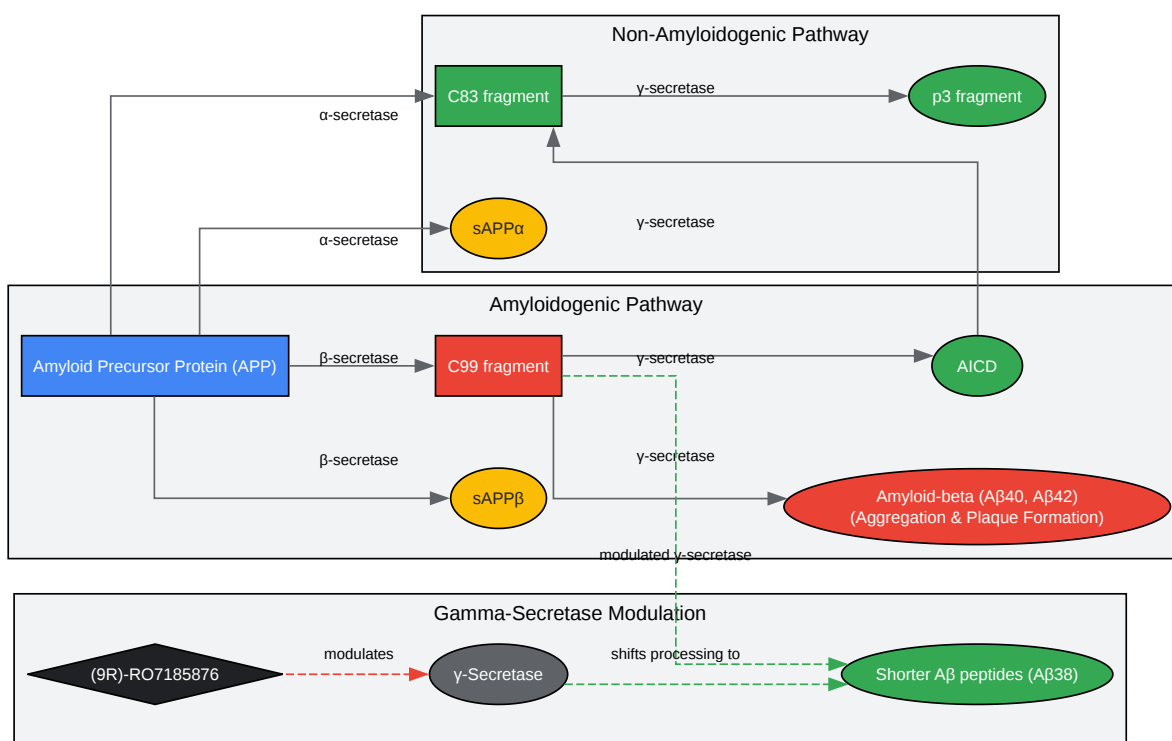 Non-Amyloidogenic Pathway
C83 fragment
γ-secretase
p3 fragment
α-secretase
sAPPα
γ-secretase
α-secretase
Amyloidogenic Pathway
Amyloid Precursor Protein (APP)
β-secretase
C99 fragment
γ-secretase
AICD
β-secretase
γ-secretase
sAPPβ
Amyloid-beta (Aβ40, Aβ42)
(Aggregation & Plaque Formation)
modulated γ-secretase
Gamma-Secretase Modulation
(9R)-RO7185876
modulates
γ-Secretase
shifts processing to
Shorter Aβ peptides (Aβ38)